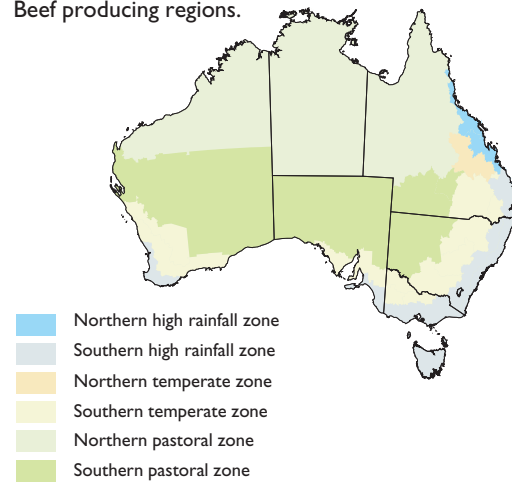 Beef producing regions.
Northern high rainfall zone
Southern high rainfall zone
Northern temperate zone
Southern temperate zone
Northern pastoral zone
Southern pastoral zone